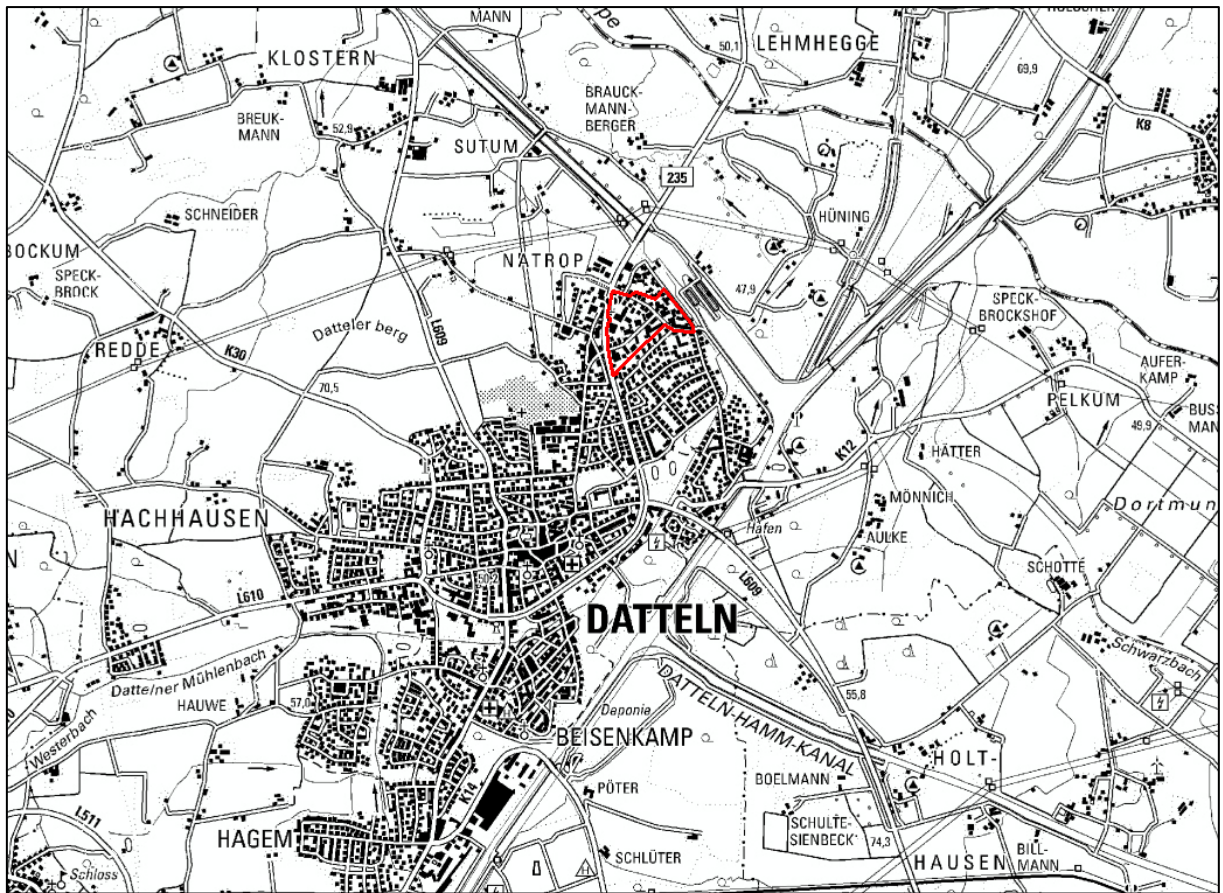 MANN
KLOSTERN
50,1
LEHMHEGGE
69,9
BRAUCK-
MANN-
BERGER
BREUK-
MANN
52,9
SUTUM
K8
235
SCHNEIDER
HÜNING
BOCKUM
SPECK-
BROCK
NATROP
47,9
SPECK-
BROCKSHOF
Datteler berg
L609
REDDE
K30
AUFER-
KAMP
70,5
PELKUM
BUSS-
MANN
49,9
K12
HÄTTER
MÖNNICH
Dortmun
HACHHAUSEN
Hafen
AULKE
SCHOTTE
N
L610
50,2
L609
DATTELN
Schwarzbach
Dattelner Mühlenbach
HAUWE
57,0
DATTELN-HAMM-KANAL
55,8
Westerbach
Deponie
BEISENKAMP
HOLT-
BOELMANN
PÖTER
K14
L511
HAGEM
SCHULTE-
SIENBECK
74,3
HAUSEN
BILL-
MANN
SCHLÜTER
Schloss